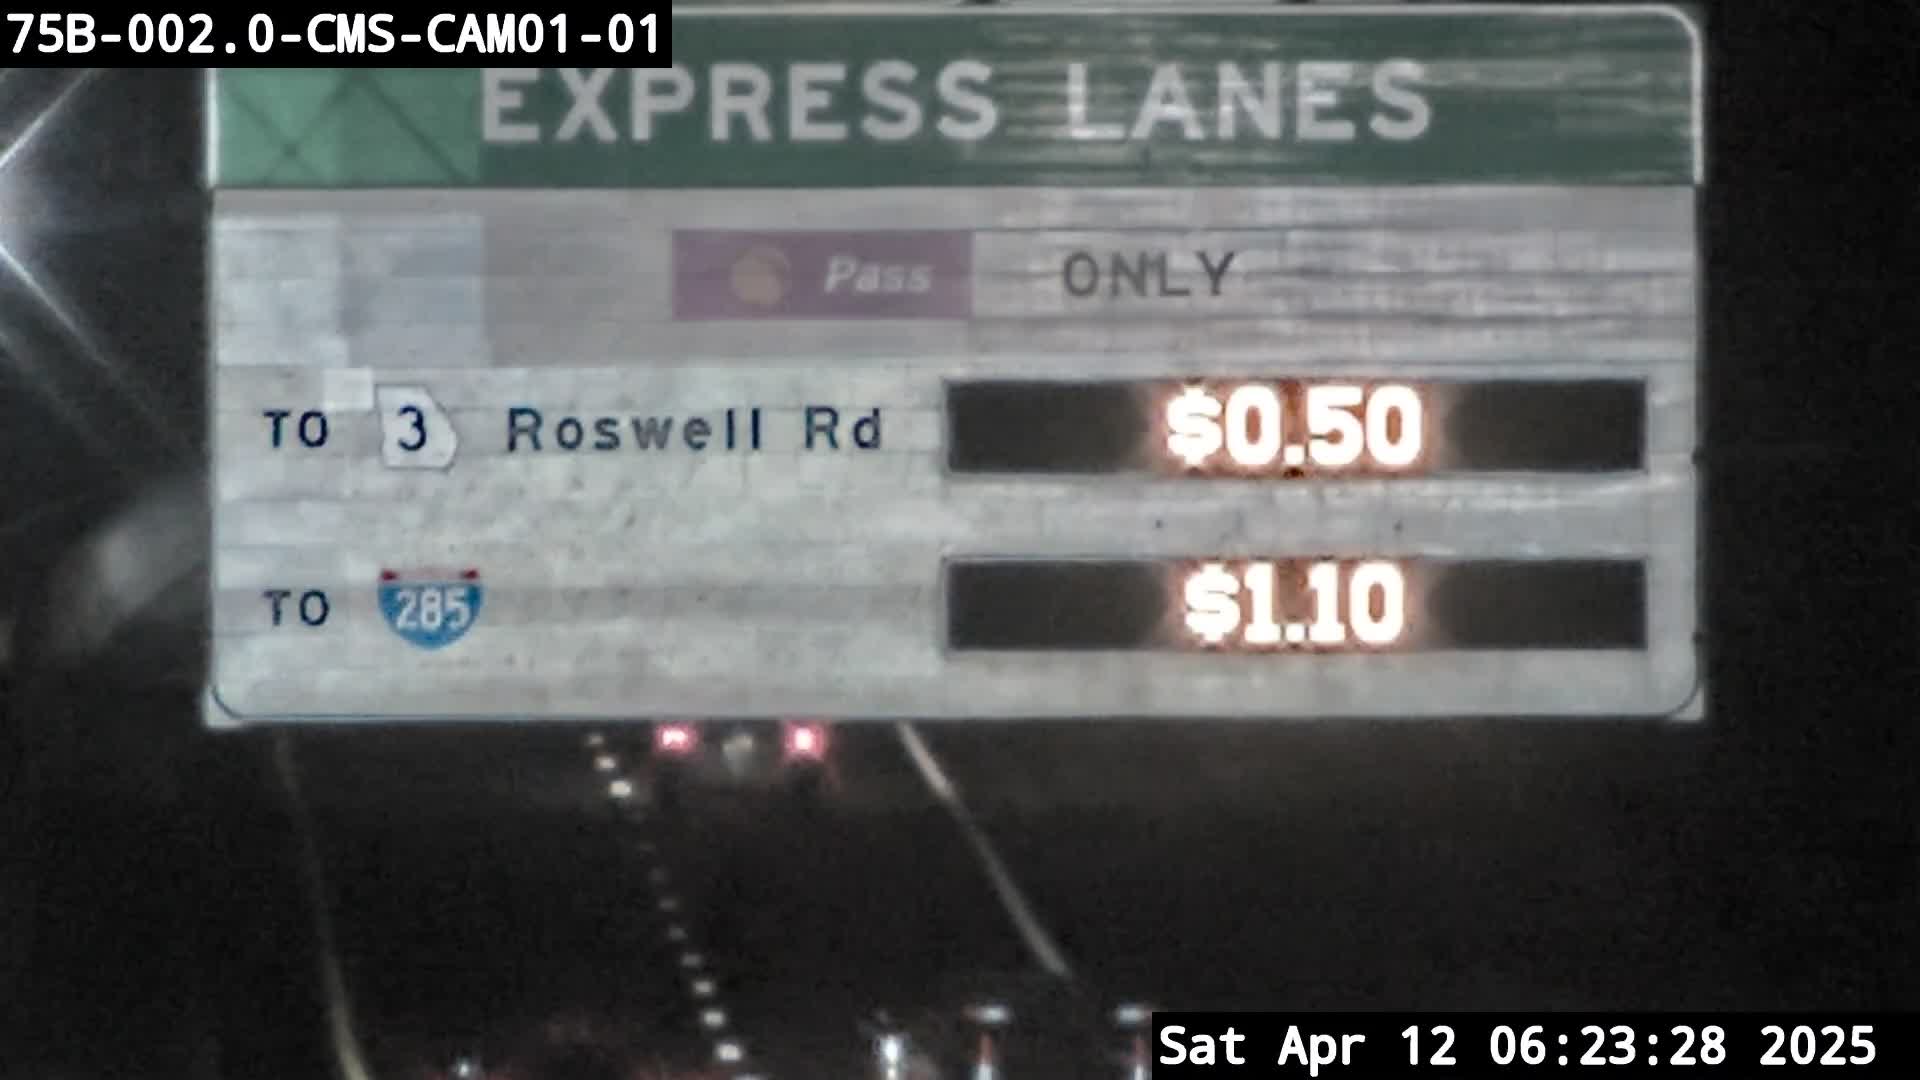 75B-002.0-CMS-CAM01-01
EXPRESS LANES
Pass ONLY
TO 3 Roswell Rd $0.50
TO 285 $1.10
Sat Apr 12 06:23:28 2025